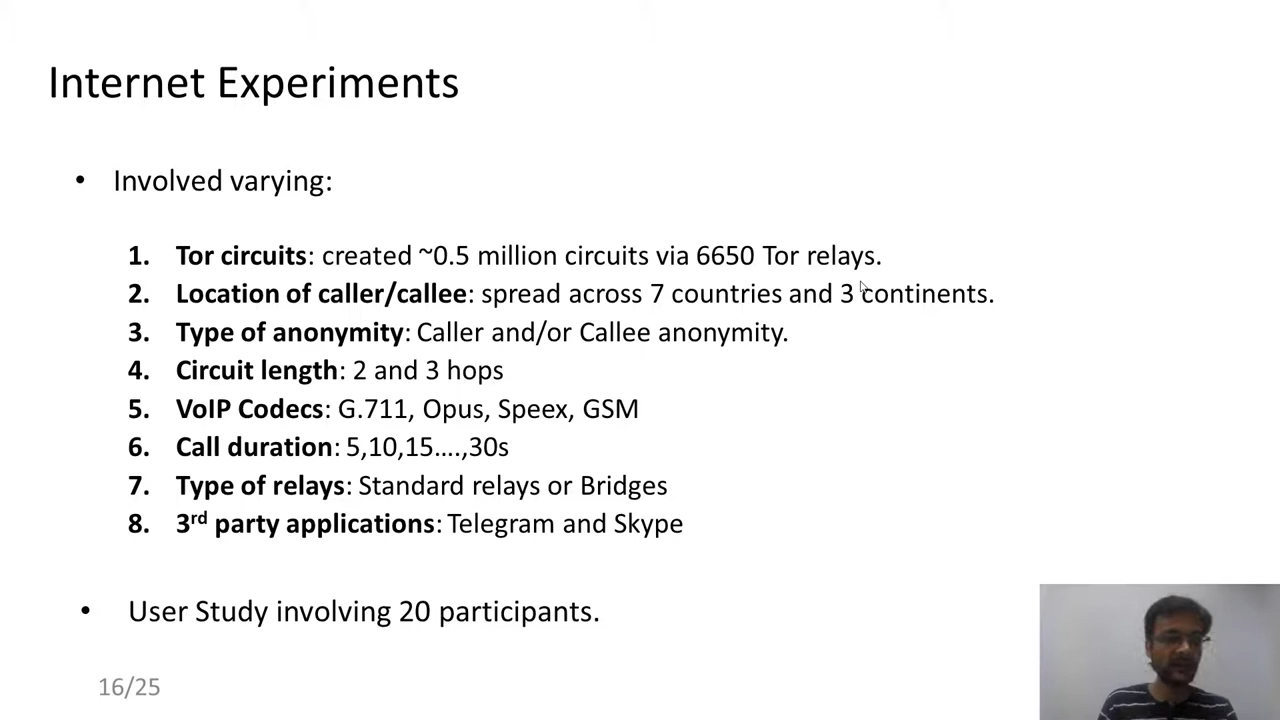 Internet Experiments
• Involved varying:
1. Tor circuits: created ~0.5 million circuits via 6650 Tor relays.
2. Location of caller/callee: spread across 7 countries and 3 continents.
3. Type of anonymity: Caller and/or Callee anonymity.
4. Circuit length: 2 and 3 hops
5. VoIP Codecs: G.711, Opus, Speex, GSM
6. Call duration: 5,10,15....,30s
7. Type of relays: Standard relays or Bridges
8. 3rd party applications: Telegram and Skype
• User Study involving 20 participants.
16/25